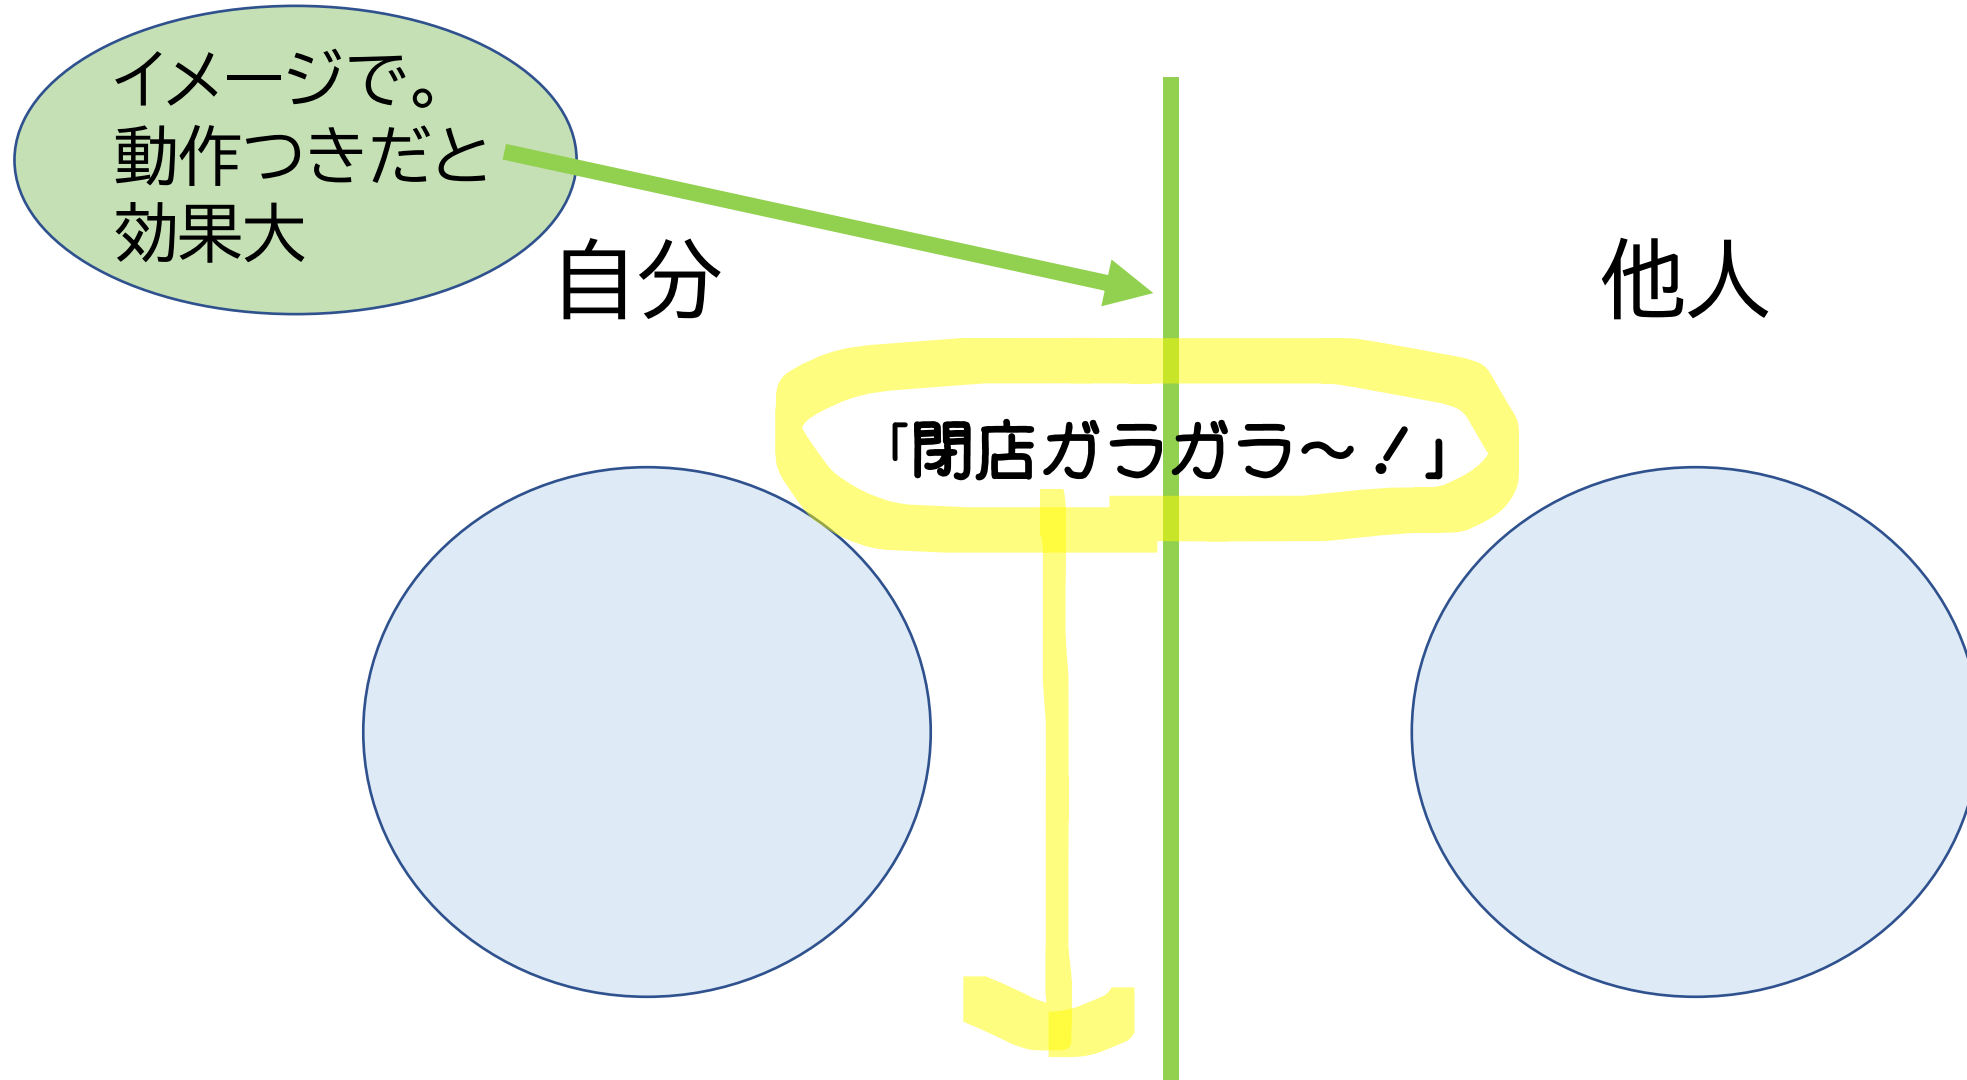 イメージで。
動作つきだと
効果大
自分
他人
「閉店ガラガラ～！」